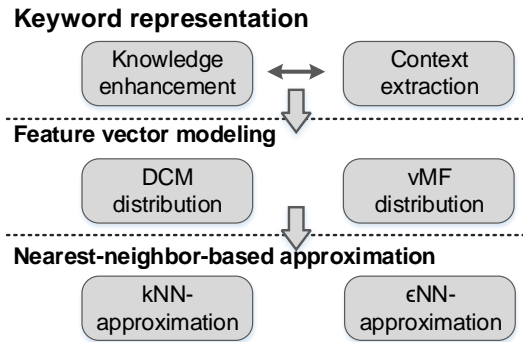 Keyword representation
Knowledge Context
enhancement extraction
Feature vector modeling
DCM vMF
distribution distribution
Nearest-neighbor-based approximation
kNN- ϵNN-
approximation approximation